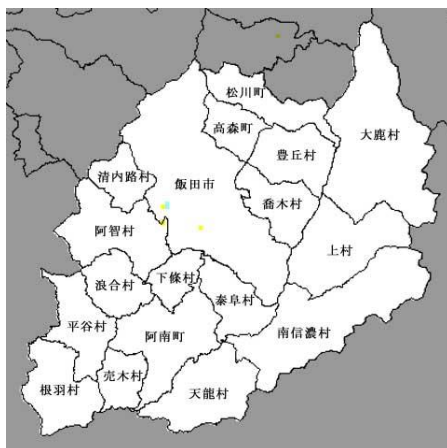 松川町
大鹿村
高森町
豊丘村
清内路村
飯田市
喬木村
阿智村
上村
浪合村
下條村
泰阜村
平谷村
阿南町
南信濃村
根羽村
売木村
天龍村